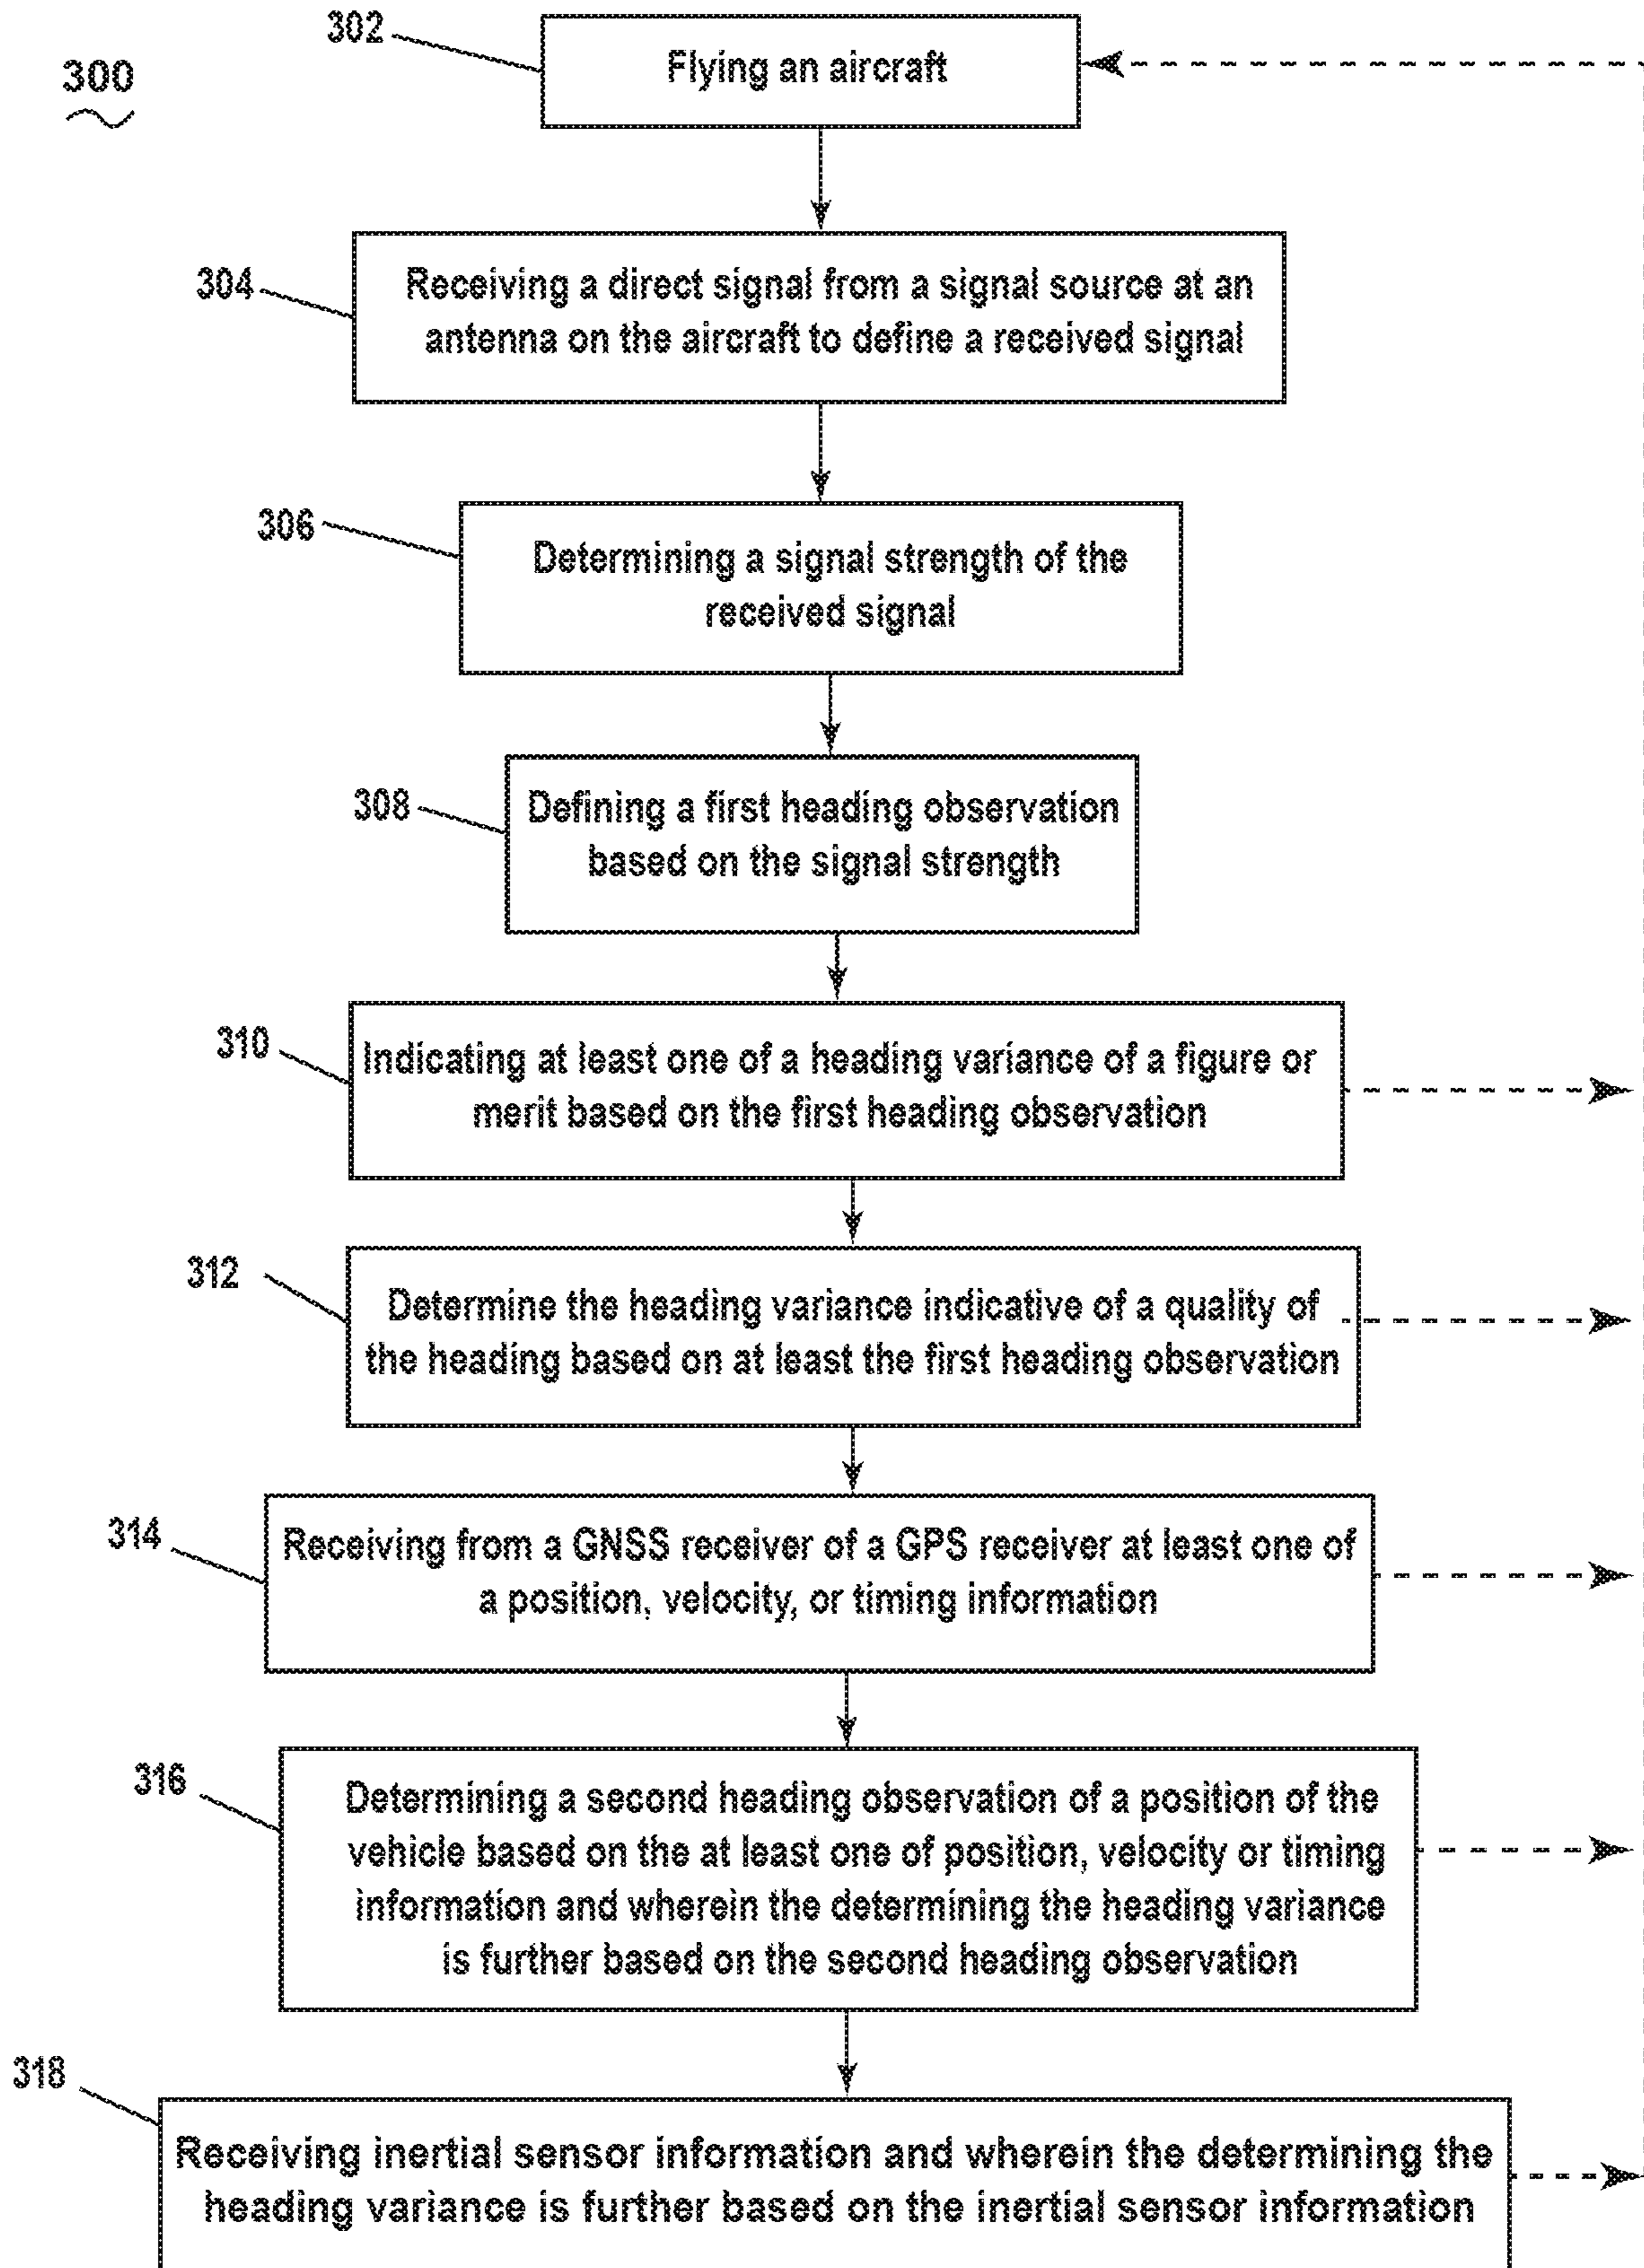 300
302
Flying an aircraft
304
Receiving a direct signal from a signal source at an
antenna on the aircraft to define a received signal
306
Determining a signal strength of the
received signal
308
Defining a first heading observation
based on the signal strength
310
Indicating at least one of a heading variance of a figure or
merit based on the first heading observation
312
Determine the heading variance indicative of a quality of
the heading based on at least the first heading observation
314
Receiving from a GNSS receiver of a GPS receiver at least one of
a position, velocity, or timing information
316
Determining a second heading observation of a position of the
vehicle based on the at least one of position, velocity or timing
information and wherein the determining the heading variance
is further based on the second heading observation
318
Receiving inertial sensor information and wherein the determining the
heading variance is further based on the inertial sensor information